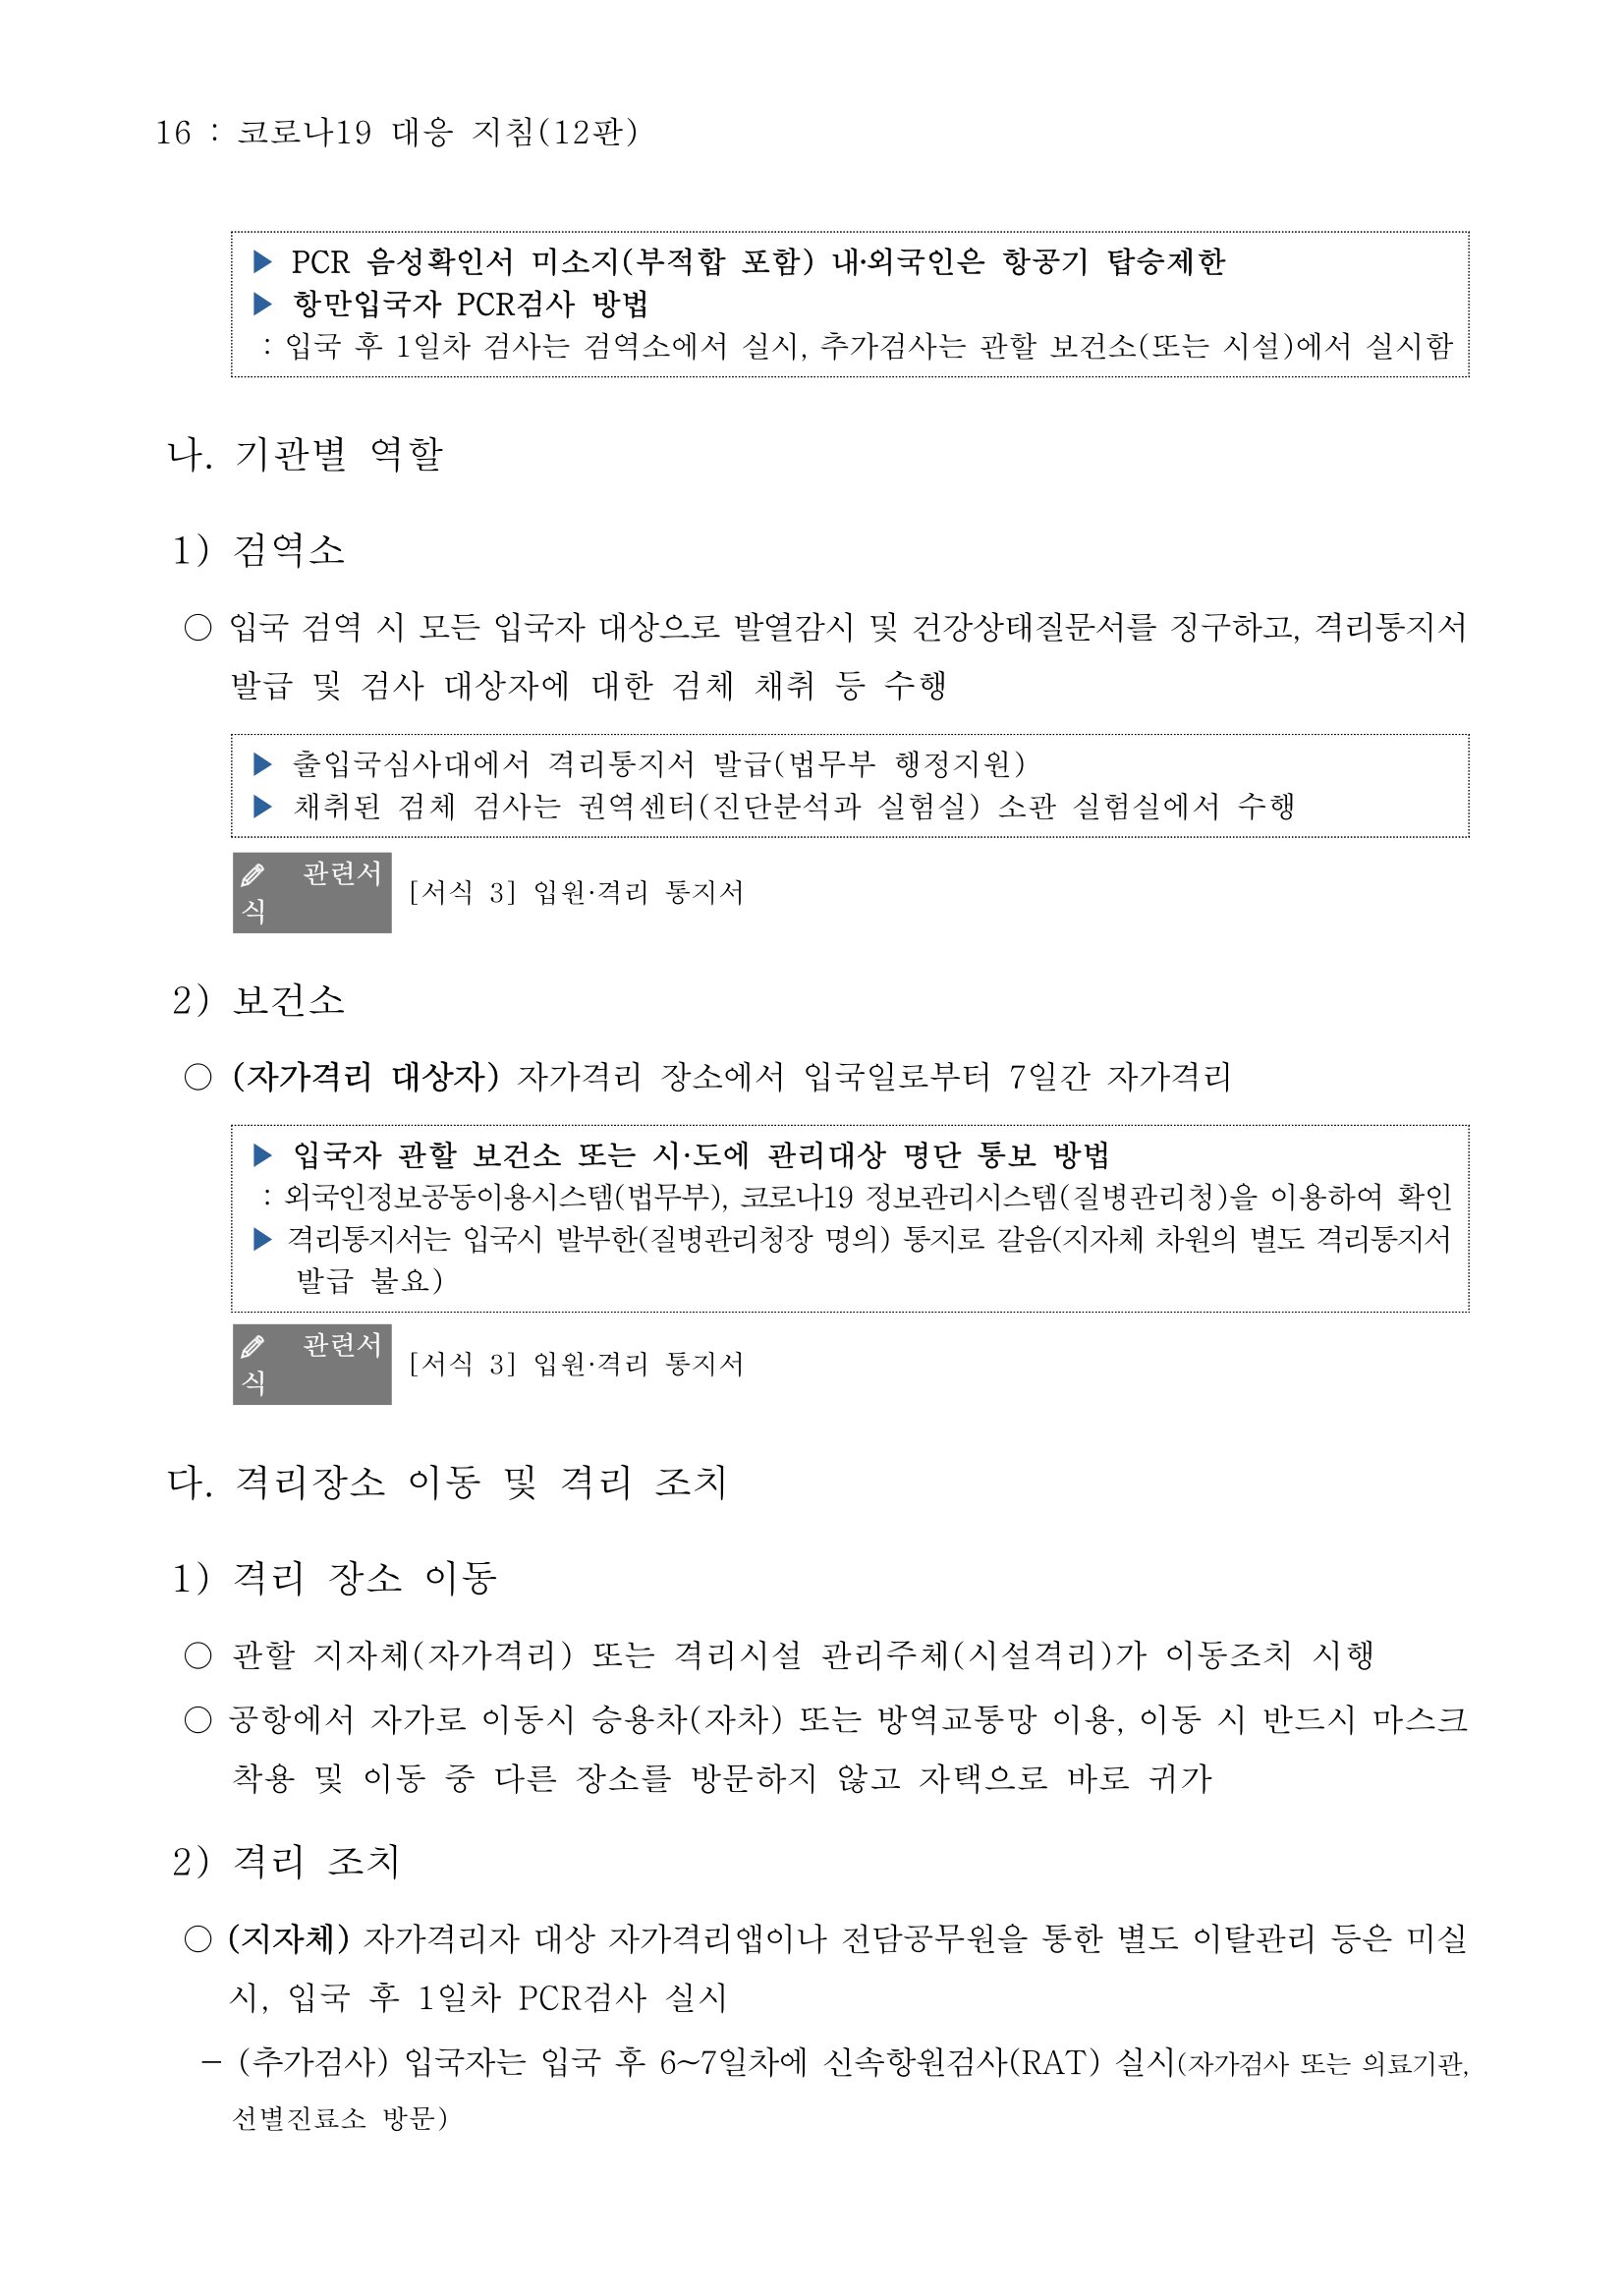 16 : 코로나19 대응 지침(12판)
▶ PCR 음성확인서 미소지(부적합 포함) 내·외국인은 항공기 탑승제한
▶ 항만입국자 PCR검사 방법
: 입국 후 1일차 검사는 검역소에서 실시, 추가검사는 관할 보건소(또는 시설)에서 실시함
나. 기관별 역할
1) 검역소
○ 입국 검역 시 모든 입국자 대상으로 발열감시 및 건강상태질문서를 징구하고, 격리통지서
발급 및 검사 대상자에 대한 검체 채취 등 수행
▶ 출입국심사대에서 격리통지서 발급(법무부 행정지원)
▶ 채취된 검체 검사는 권역센터(진단분석과 실험실) 소관 실험실에서 수행
관련서
식
[서식 3] 입원·격리 통지서
2) 보건소
○ (자가격리 대상자) 자가격리 장소에서 입국일로부터 7일간 자가격리
▶ 입국자 관할 보건소 또는 시·도에 관리대상 명단 통보 방법
: 외국인정보공동이용시스템(법무부), 코로나19 정보관리시스템(질병관리청)을 이용하여 확인
▶ 격리통지서는 입국시 발부한(질병관리청장 명의) 통지로 갈음(지자체 차원의 별도 격리통지서
발급 불요)
관련서
식
[서식 3] 입원·격리 통지서
다. 격리장소 이동 및 격리 조치
1) 격리 장소 이동
○ 관할 지자체(자가격리) 또는 격리시설 관리주체(시설격리)가 이동조치 시행
○ 공항에서 자가로 이동시 승용차(자차) 또는 방역교통망 이용, 이동 시 반드시 마스크
착용 및 이동 중 다른 장소를 방문하지 않고 자택으로 바로 귀가
2) 격리 조치
○ (지자체) 자가격리자 대상 자가격리앱이나 전담공무원을 통한 별도 이탈관리 등은 미실
시, 입국 후 1일차 PCR검사 실시
- (추가검사) 입국자는 입국 후 6~7일차에 신속항원검사(RAT) 실시(자가검사 또는 의료기관,
선별진료소 방문)